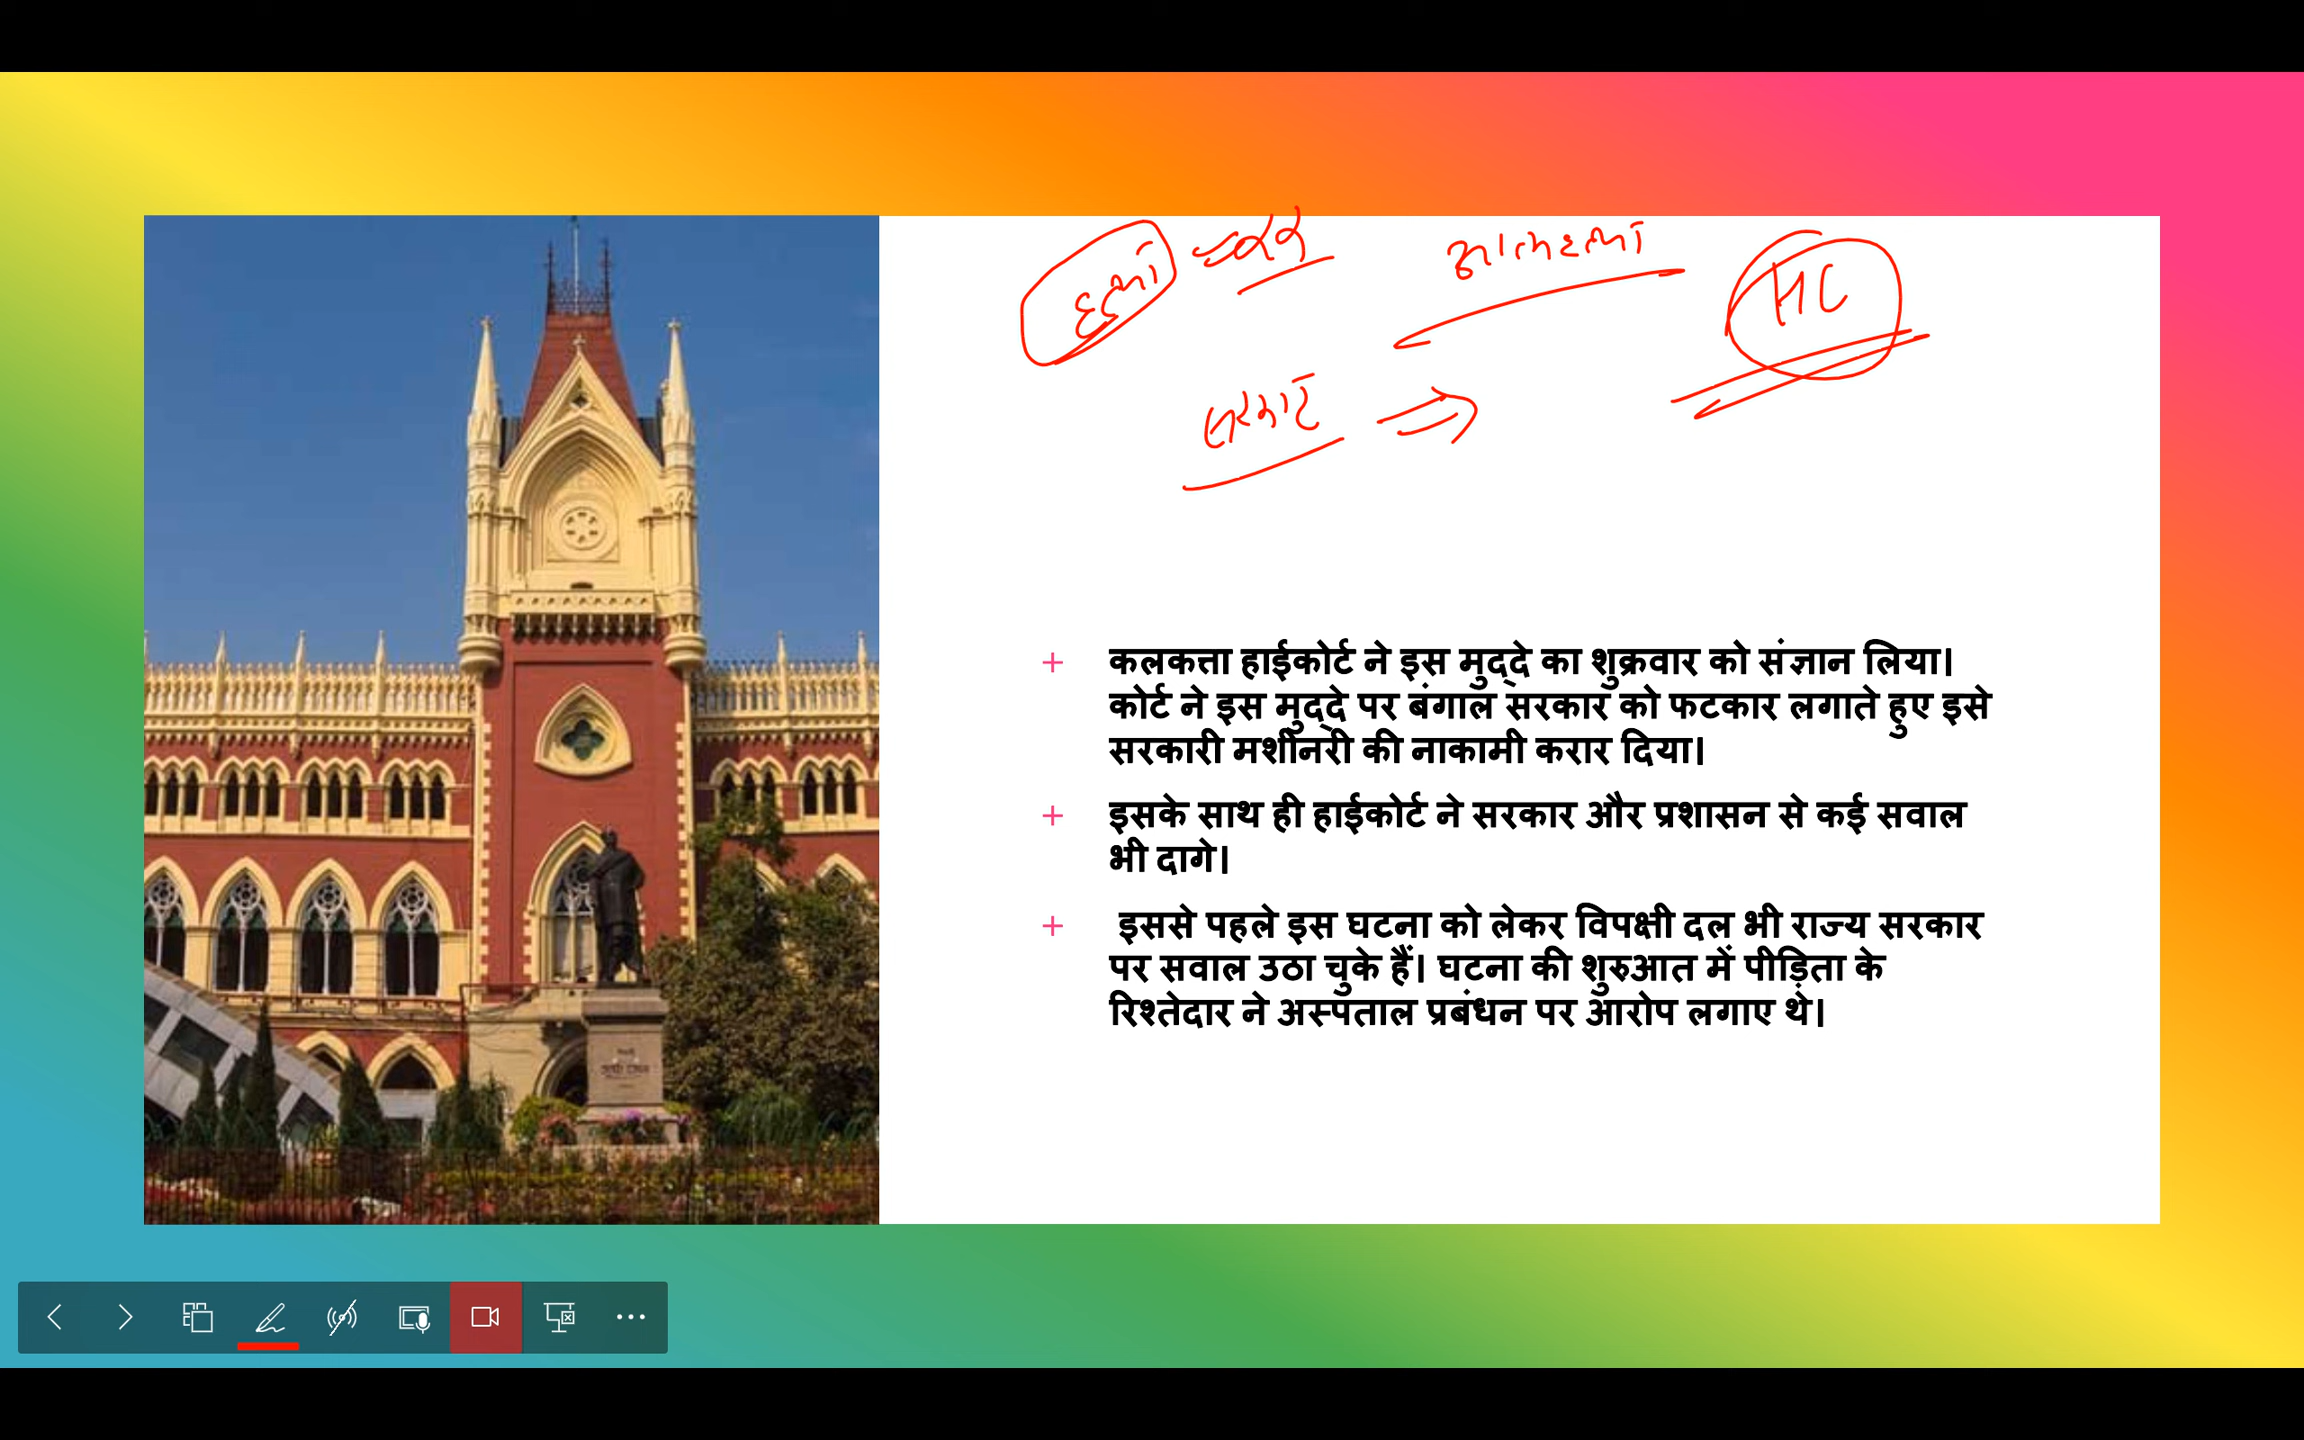 हत्या
आत्महत्या
HC
सरकार
कलकत्ता हाईकोर्ट ने इस मुद्दे का शुक्रवार को संज्ञान लिया।
कोर्ट ने इस मुद्दे पर बंगाल सरकार को फटकार लगाते हुए इसे
सरकारी मशीनरी की नाकामी करार दिया।
इसके साथ ही हाईकोर्ट ने सरकार और प्रशासन से कई सवाल
भी दागे।
इससे पहले इस घटना को लेकर विपक्षी दल भी राज्य सरकार
पर सवाल उठा चुके हैं। घटना की शुरुआत में पीड़िता के
रिश्तेदार ने अस्पताल प्रबंधन पर आरोप लगाए थे।